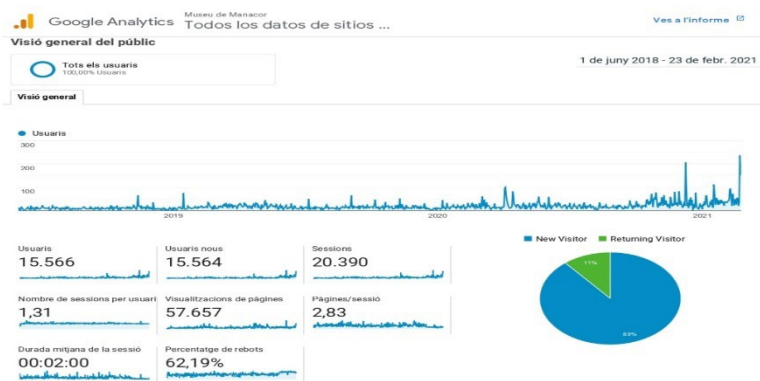 Google Analytics
Museu de Manacor
Todos los datos de sitios ...
Ves a l'informe
Visió general del públic
Tots els usuaris
100,00% Usuaris
1 de juny 2018 - 23 de febr. 2021
Visió general
Usuaris
300
200
100
2019
2020
2021
Usuaris
15.566
Usuaris nous
15.564
Sessions
20.390
New Visitor
Returning Visitor
11%
89%
Nombre de sessions per usuari
1,31
Visualitzacions de pàgines
57.657
Pàgines/sessió
2,83
Durada mitjana de la sessió
00:02:00
Percentatge de rebots
62,19%